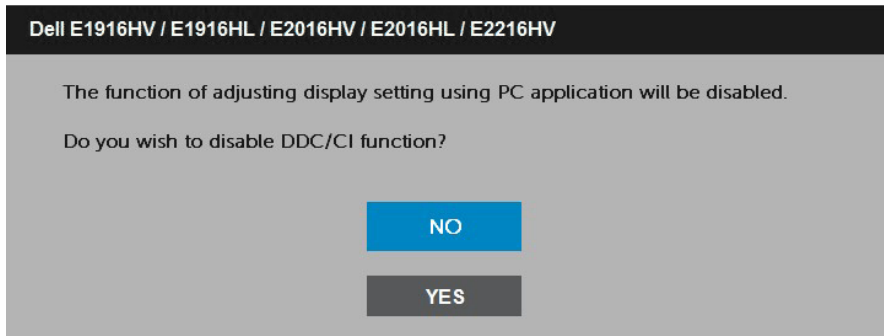 Dell E1916HV / E1916HL / E2016HV / E2016HL / E2216HV
The function of adjusting display setting using PC application will be disabled.
Do you wish to disable DDC/CI function?
NO
YES